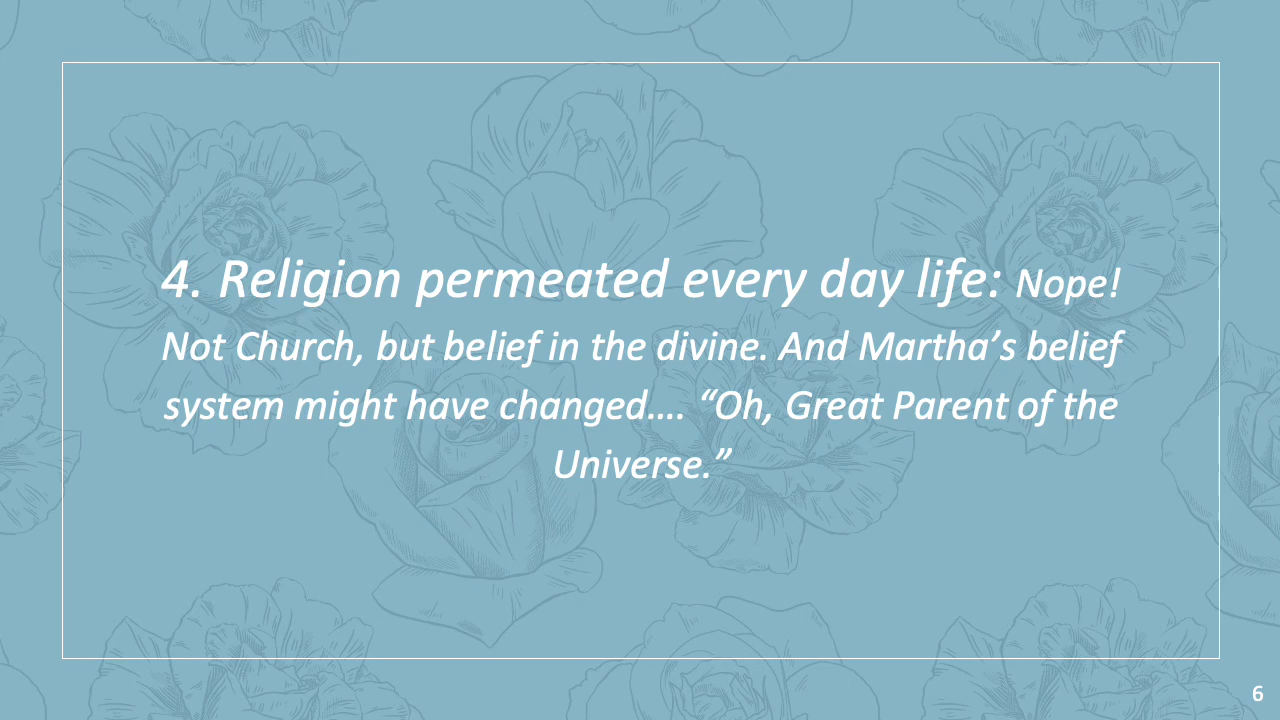 4. Religion permeated every day life: Nope!
Not Church, but belief in the divine. And Martha’s belief
system might have changed…. “Oh, Great Parent of the
Universe.”
6